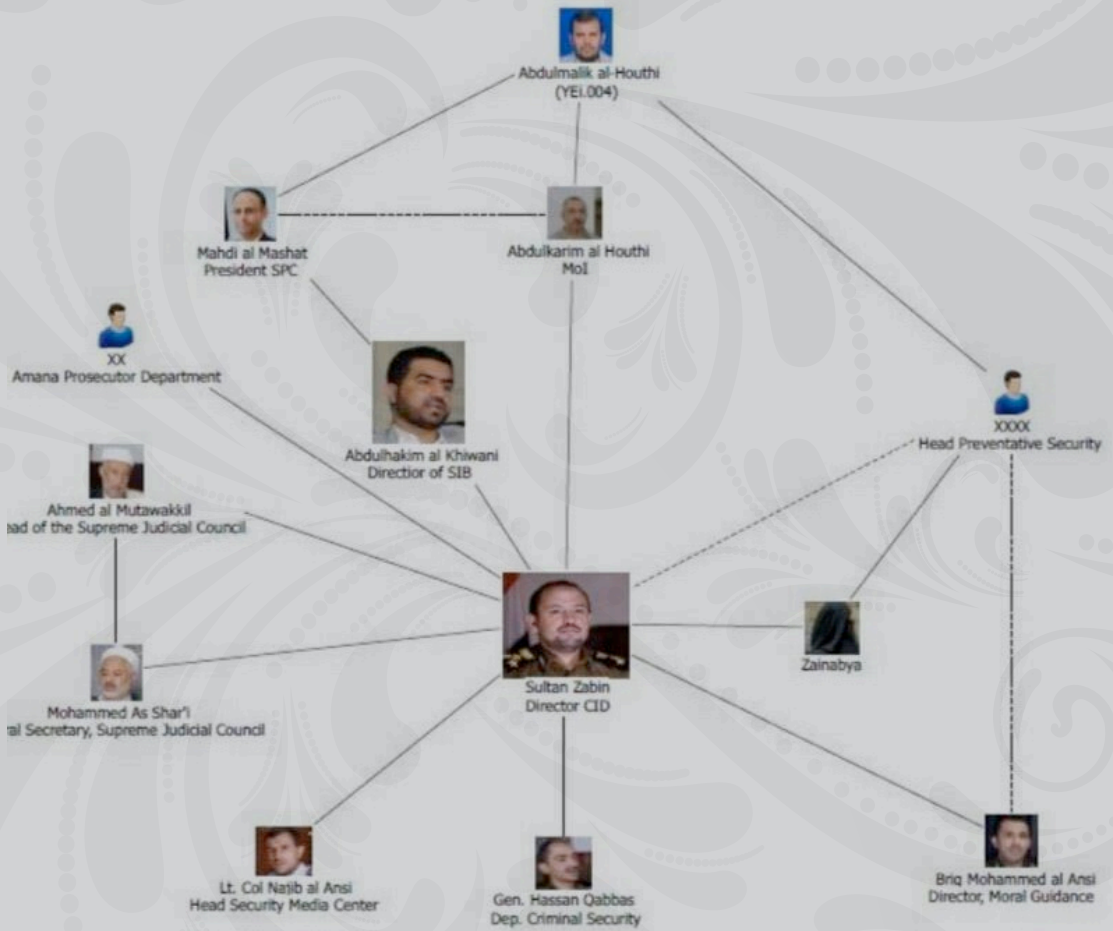 Abdulmalik al-Houthi
(YEi.004)
Mahdi al Mashat
President SPC
Abdulkarim al Houthi
MoI
XX
Amana Prosecutor Department
Abdulhakim al Khiwani
Directior of SIB
XXXX
Head Preventative Security
Ahmed al Mutawakkil
ead of the Supreme Judicial Council
Sultan Zabin
Director CID
Zainabya
Mohammed As Shar'i
ral Secretary, Supreme Judicial Council
Lt. Col Najib al Ansi
Head Security Media Center
Gen. Hassan Qabbas
Dep. Criminal Security
Brig Mohammed al Ansi
Director, Moral Guidance